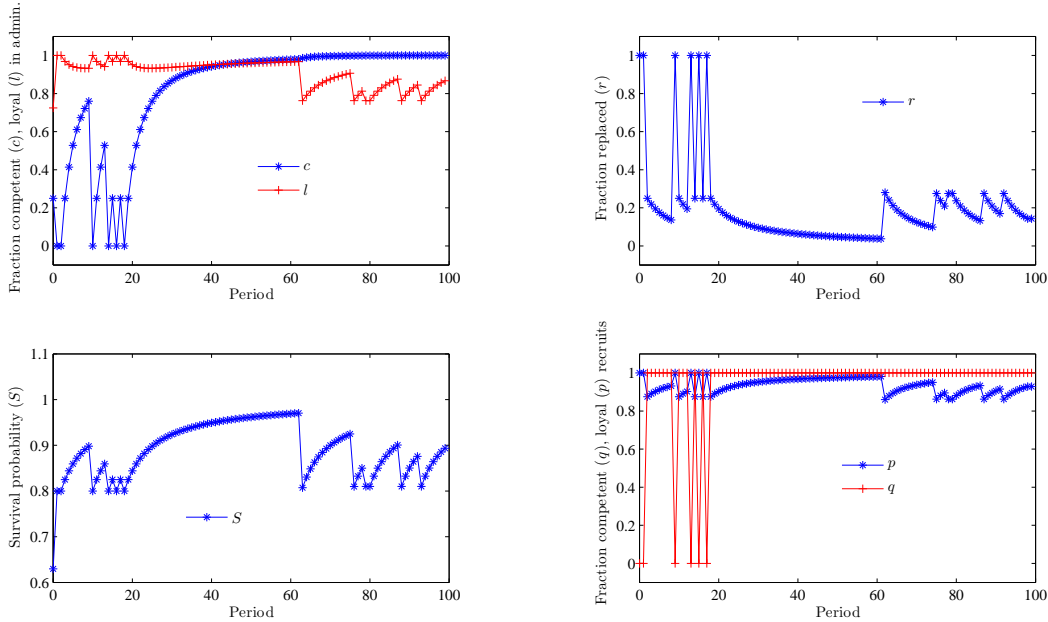 Fraction competent (c), loyal (l) in admin.
1
0.8
0.6
0.4
0.2
0
0 20 40 60 80 100
Period
c
l
Fraction replaced (r)
1
0.8
0.6
0.4
0.2
0
0 20 40 60 80 100
Period
r
Survival probability (S)
1.1
1
0.9
0.8
0.7
0.6
0 20 40 60 80 100
Period
S
Fraction competent (q), loyal (p) recruits
1
0.8
0.6
0.4
0.2
0
0 20 40 60 80 100
Period
p
q